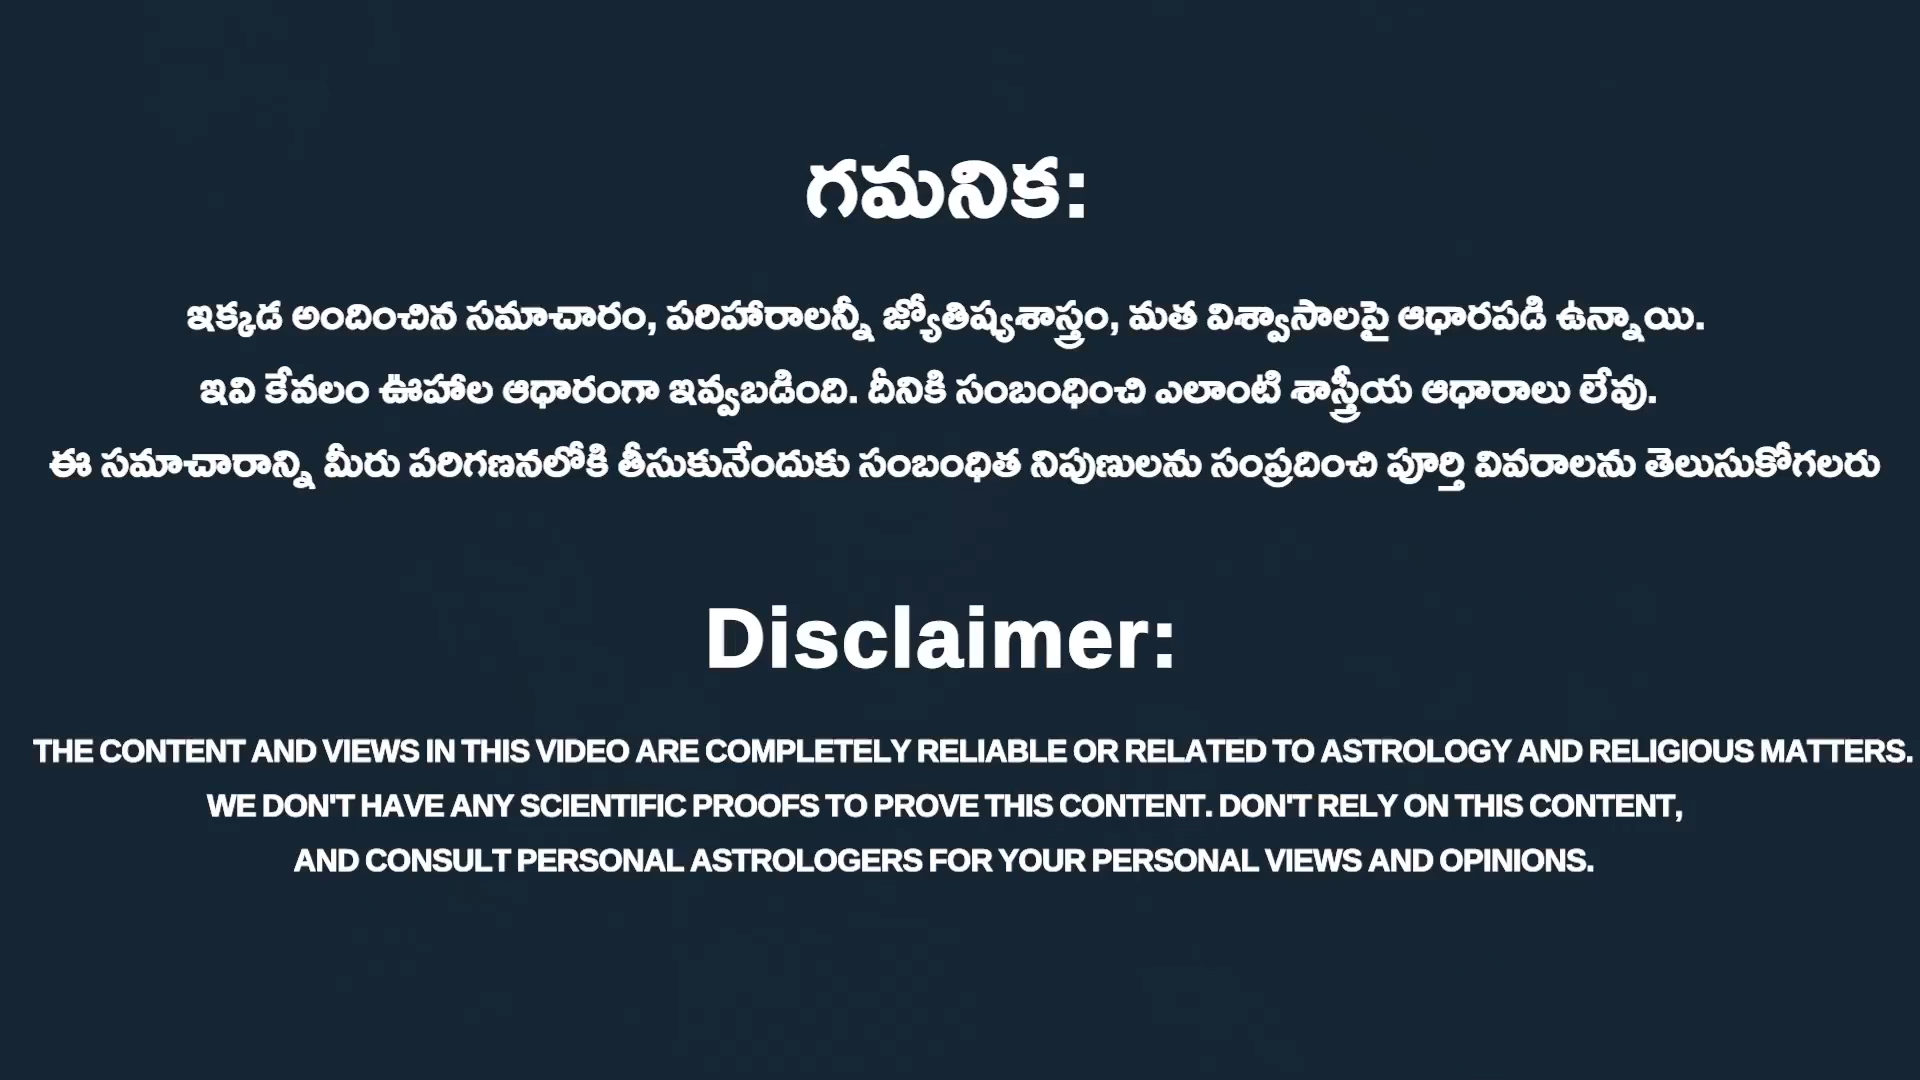 గమనిక:
ఇక్కడ అందించిన సమాచారం, పరిహారాలన్నీ జ్యోతిష్యశాస్త్రం, మత విశ్వాసాలపై ఆధారపడి ఉన్నాయి.
ఇవి కేవలం ఊహాల ఆధారంగా ఇవ్వబడింది. దీనికి సంబంధించి ఎలాంటి శాస్త్రీయ ఆధారాలు లేవు.
ఈ సమాచారాన్ని మీరు పరిగణనలోకి తీసుకునేందుకు సంబంధిత నిపుణులను సంప్రదించి పూర్తి వివరాలను తెలుసుకోగలరు
Disclaimer:
THE CONTENT AND VIEWS IN THIS VIDEO ARE COMPLETELY RELIABLE OR RELATED TO ASTROLOGY AND RELIGIOUS MATTERS.
WE DON'T HAVE ANY SCIENTIFIC PROOFS TO PROVE THIS CONTENT. DON'T RELY ON THIS CONTENT,
AND CONSULT PERSONAL ASTROLOGERS FOR YOUR PERSONAL VIEWS AND OPINIONS.